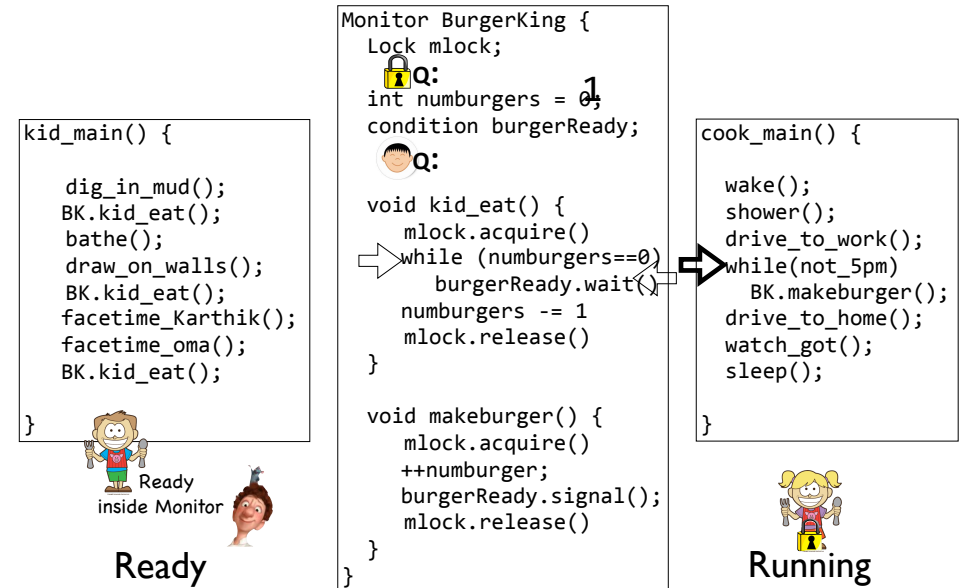 kid_main() {
dig_in_mud();
BK.kid_eat();
bathe();
draw_on_walls();
BK.kid_eat();
facetime_Karthik();
facetime_oma();
BK.kid_eat();
}
Ready
inside Monitor
Ready
Monitor BurgerKing {
Lock mlock;
Q:
int numburgers = 0; 1
condition burgerReady;
Q:
void kid_eat() {
mlock.acquire()
while (numburgers==0)
burgerReady.wait()
numburgers -= 1
mlock.release()
}
void makeburger() {
mlock.acquire()
++numburger;
burgerReady.signal();
mlock.release()
}
}
cook_main() {
wake();
shower();
drive_to_work();
while(not_5pm)
BK.makeburger();
drive_to_home();
watch_got();
sleep();
}
Running